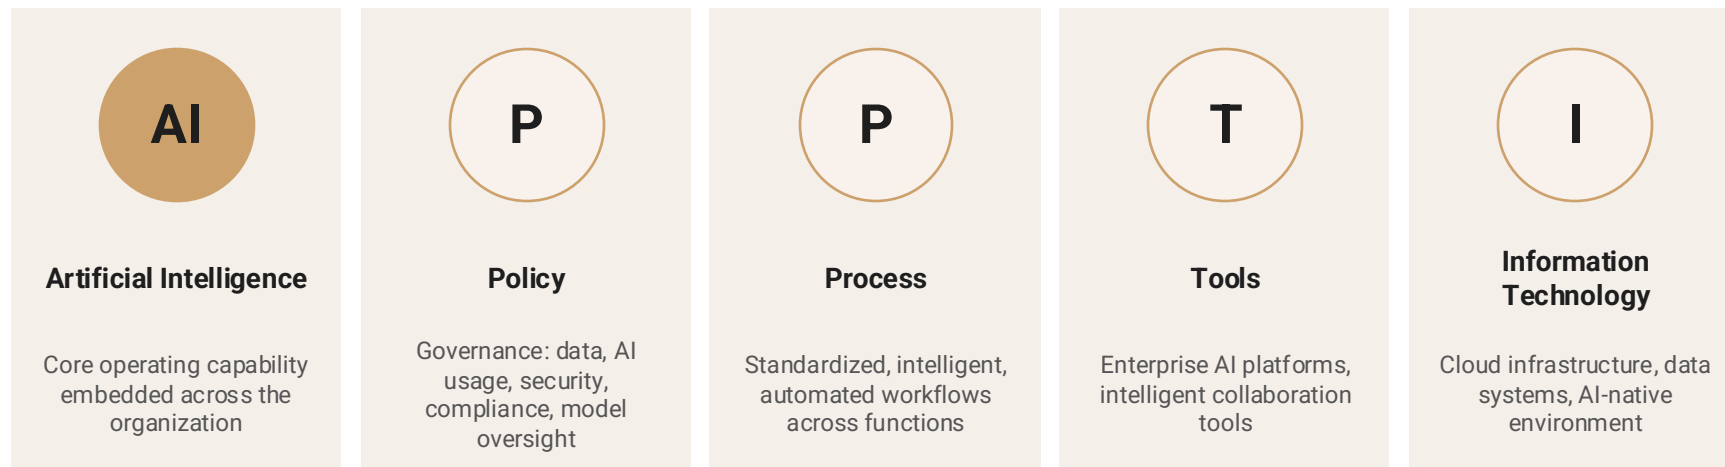 AI
Artificial Intelligence
Core operating capability
embedded across the
organization
P
Policy
Governance: data, AI
usage, security,
compliance, model
oversight
P
Process
Standardized, intelligent,
automated workflows
across functions
T
Tools
Enterprise AI platforms,
intelligent collaboration
tools
I
Information
Technology
Cloud infrastructure, data
systems, AI-native
environment